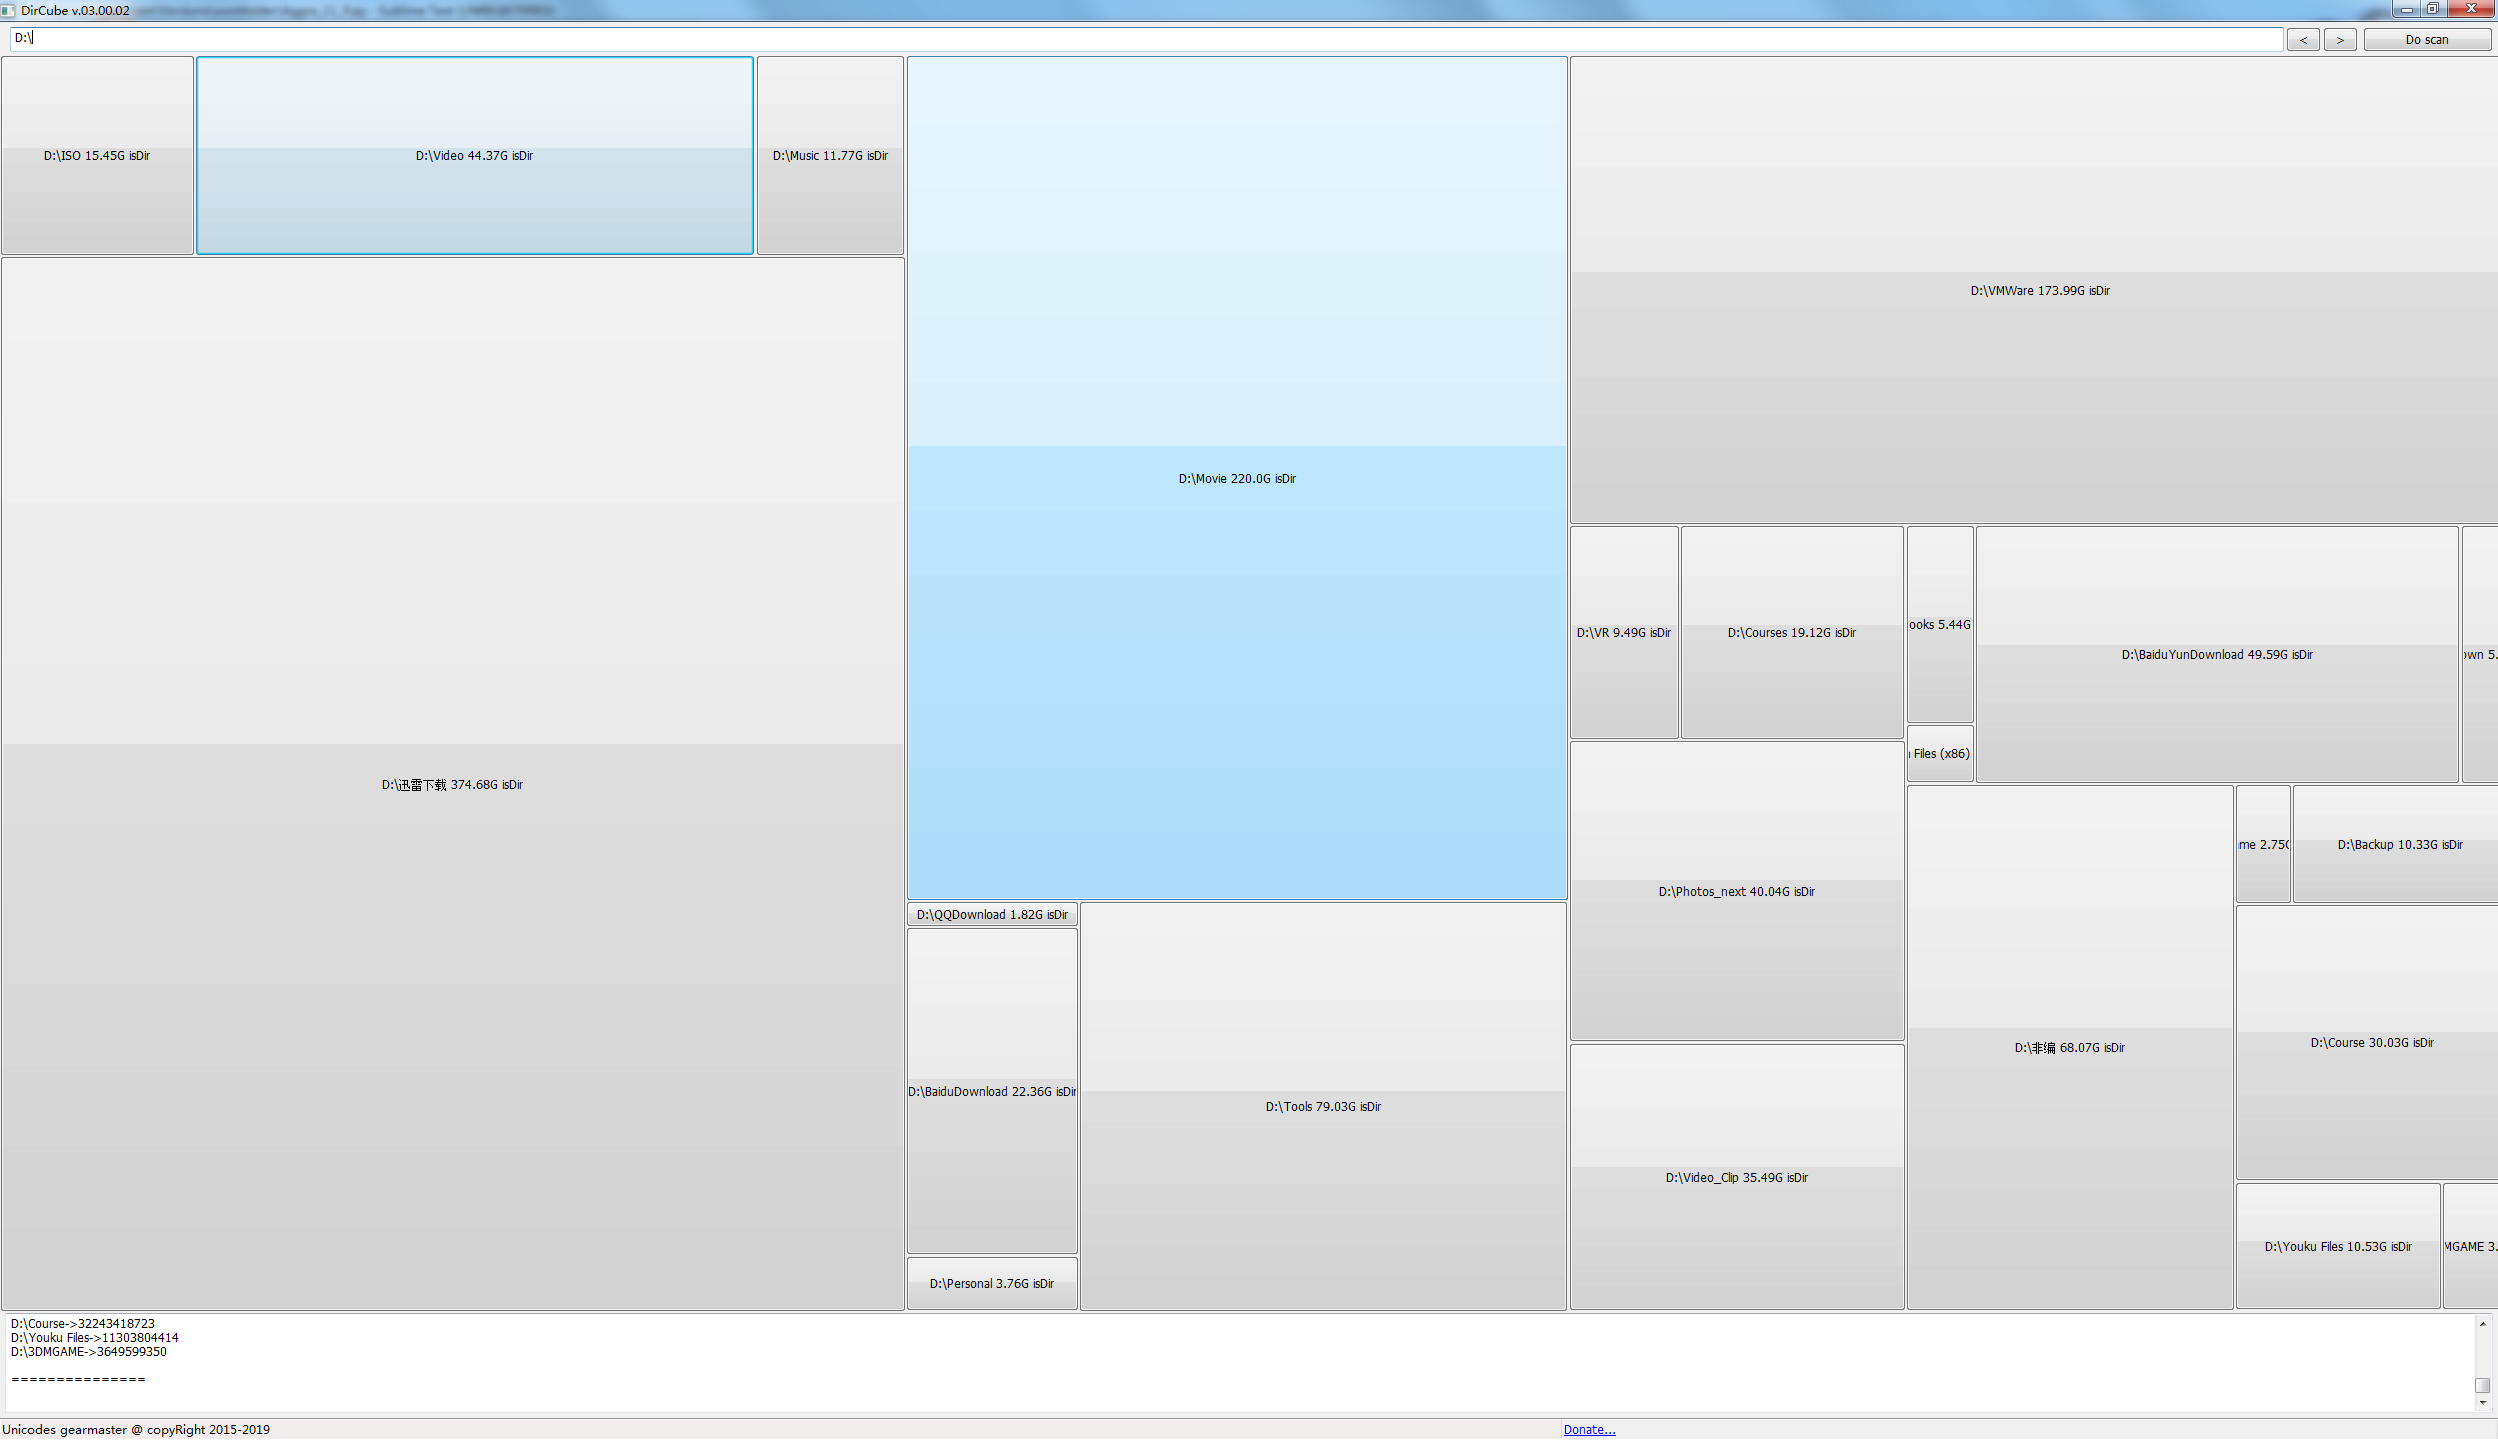 DirCube v.03.00.02
D:\
< > Do scan
D:\ISO 15.45G isDir
D:\Video 44.37G isDir
D:\Music 11.77G isDir
D:\迅雷下载 374.68G isDir
D:\Movie 220.0G isDir
D:\QQDownload 1.82G isDir
D:\BaiduDownload 22.36G isDir
D:\Personal 3.76G isDir
D:\Tools 79.03G isDir
D:\VMWare 173.99G isDir
D:\VR 9.49G isDir
D:\Courses 19.12G isDir
ooks 5.44G
Files (x86)
D:\BaiduYunDownload 49.59G isDir
own 5.
D:\Photos_next 40.04G isDir
D:\Video_Clip 35.49G isDir
D:\非编 68.07G isDir
me 2.75G
D:\Backup 10.33G isDir
D:\Course 30.03G isDir
D:\Youku Files 10.53G isDir
MGAME 3.
D:\Course->32243418723
D:\Youku Files->11303804414
D:\3DMGAME->3649599350
===============
Unicodes gearmaster @ copyRight 2015-2019
Donate...